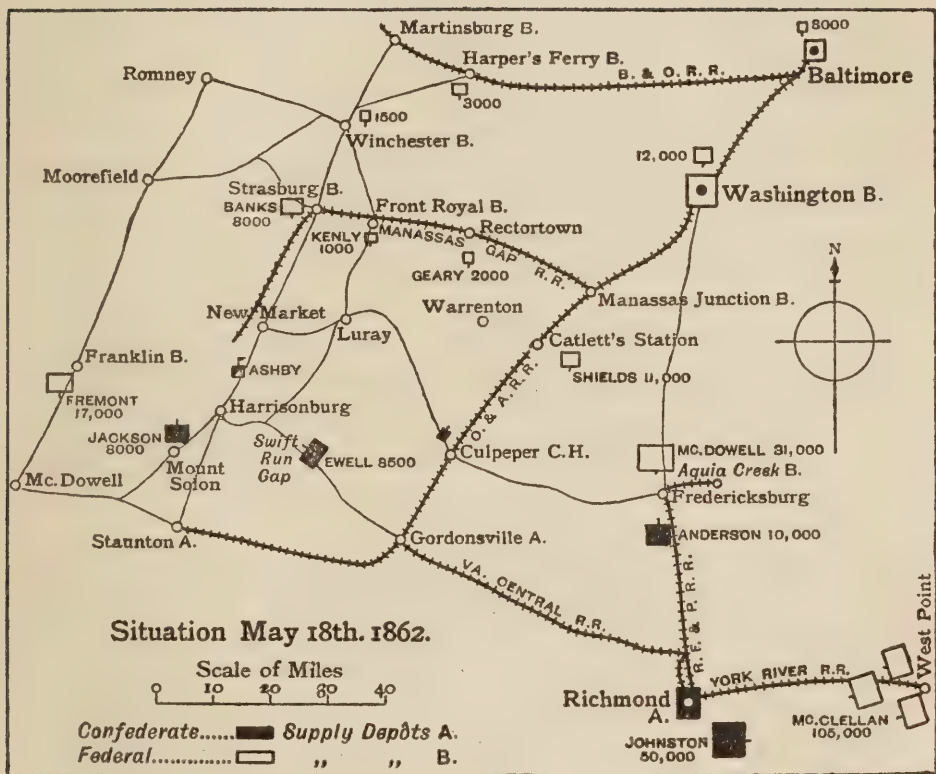 Martinsburg B.
8000
Harper's Ferry B.
B. & O. R. R.
Baltimore
Romney
3000
1500
Winchester B.
12,000
Moorefield
Strasburg B.
BANKS
8000
Washington B.
Front Royal B.
KENLY
1000
MANASSAS GAP R.R.
Rectortown
GEARY 2000
N
Manassas Junction B.
New Market
Luray
Warrenton
Catlett's Station
SHIELDS 11,000
Franklin B.
FREMONT
17,000
ASHBY
Harrisonburg
JACKSON
8000
Mount
Solon
Swift
Run
Gap
EWELL 8500
O. & A. R.R.
Culpeper C.H.
MC. DOWELL 31,000
Aquia Creek B.
Fredericksburg
Mc. Dowell
Staunton A.
Gordonsville A.
ANDERSON 10,000
VA. CENTRAL R.R.
R. F. & P. R. R.
West Point
YORK RIVER R.R.
Richmond
A.
MC. CLELLAN
105,000
JOHNSTON
50,000
Situation May 18th. 1862.
Scale of Miles
0 10 20 30 40
Confederate...... Supply Depôts A.
Federal............. " " B.